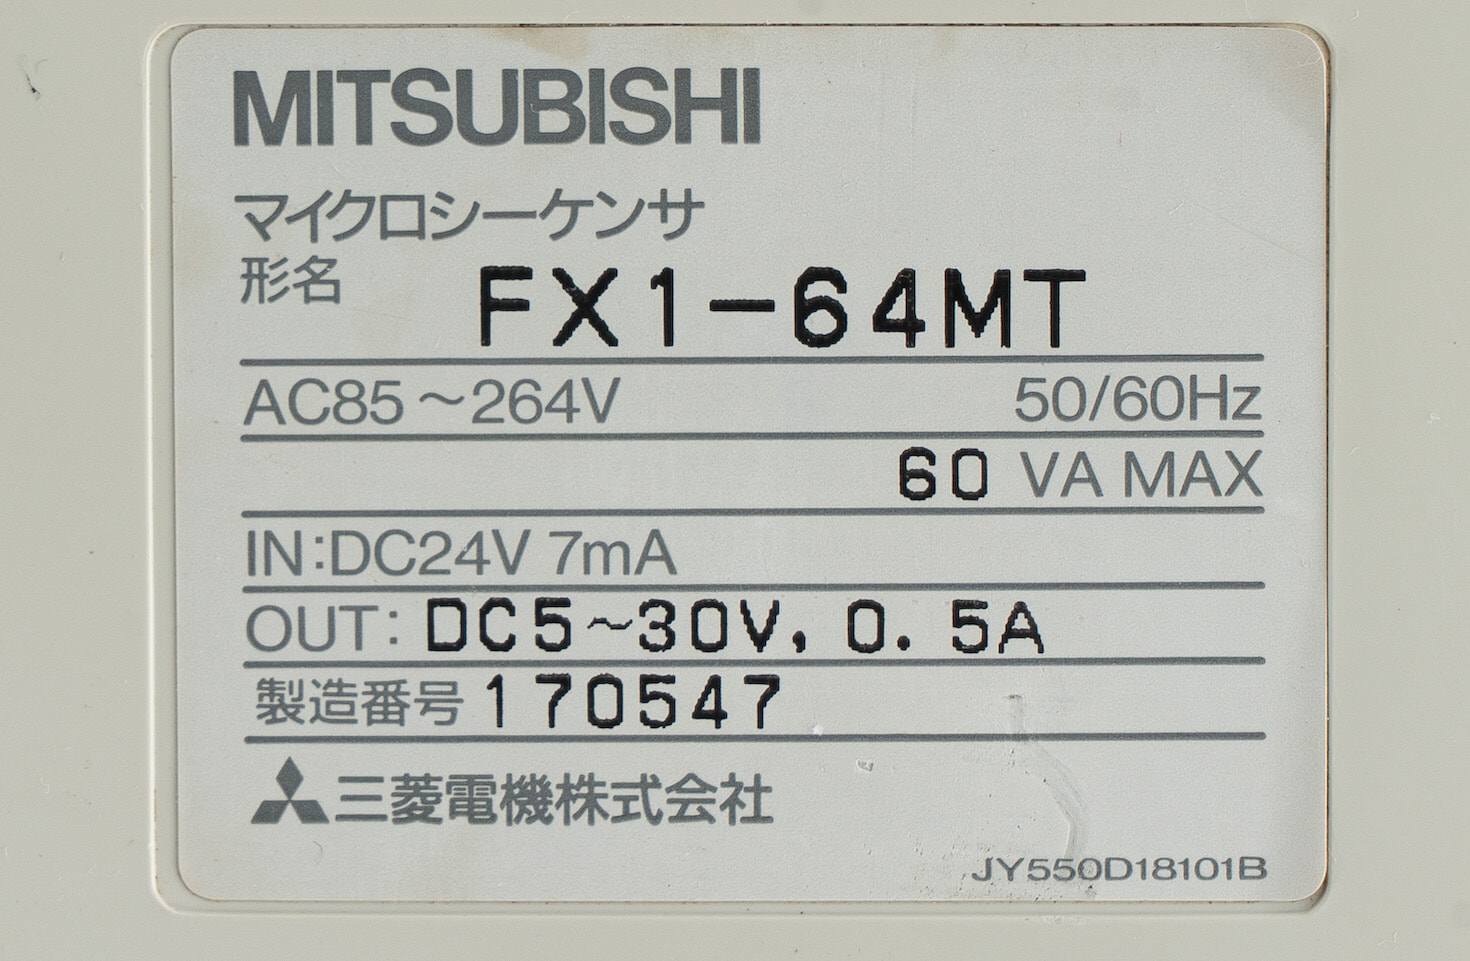 MITSUBISHI
マイクロシーケンサ
形名 FX1-64MT
AC85～264V 50/60Hz
60 VA MAX
IN:DC24V 7mA
OUT: DC5~30V, 0.5A
製造番号 170547
三菱電機株式会社
JY550D18101B